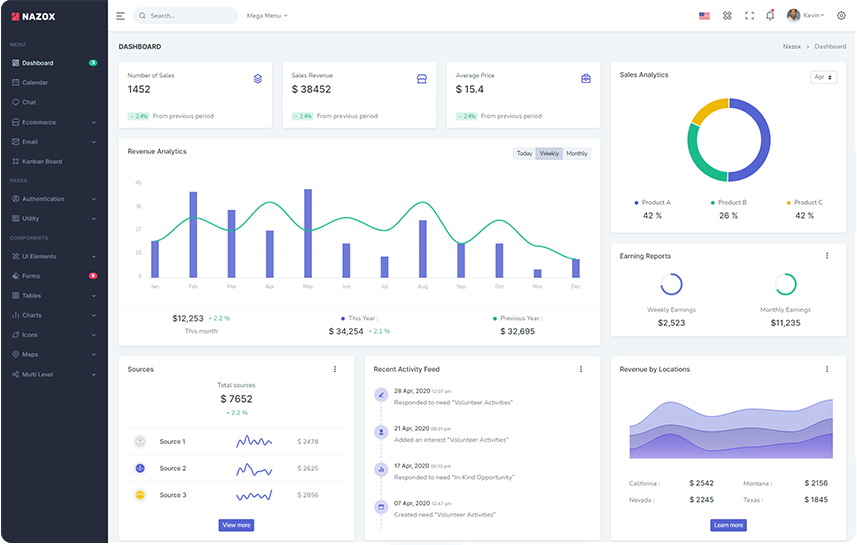 NAZOX
Search...
Mega Menu
Kevin
MENU
Dashboard
3
Calendar
Chat
Ecommerce
Email
Kanban Board
PAGES
Authentication
Utility
COMPONENTS
UI Elements
Forms
8
Tables
Charts
Icons
Maps
Multi Level
DASHBOARD
Nazox > Dashboard
Number of Sales
1452
2.4% From previous period
Sales Revenue
$ 38452
2.4% From previous period
Average Price
$ 15.4
2.4% From previous period
Sales Analytics
Apr
Product A
42 %
Product B
26 %
Product C
42 %
Revenue Analytics
Today Weekly Monthly
45
36
27
18
9
Jan Feb Mar Apr May Jun Jul Aug Sep Oct Nov Dec
$12,253 2.2 %
This month
This Year :
$ 34,254 2.1 %
Previous Year :
$ 32,695
Earning Reports
Weekly Earnings
$2,523
Monthly Earnings
$11,235
Sources
Total sources
$ 7652
2.2 %
Source 1 $ 2478
Source 2 $ 2625
Source 3 $ 2856
View more
Recent Activity Feed
28 Apr, 2020 12:07 am
Responded to need "Volunteer Activities"
21 Apr, 2020 08:01 pm
Added an interest "Volunteer Activities"
17 Apr, 2020 05:10 pm
Responded to need "In-Kind Opportunity"
07 Apr, 2020 12:47 pm
Created need "Volunteer Activities"
Revenue by Locations
California : $ 2542
Montana : $ 2156
Nevada : $ 2245
Texas : $ 1845
Learn more